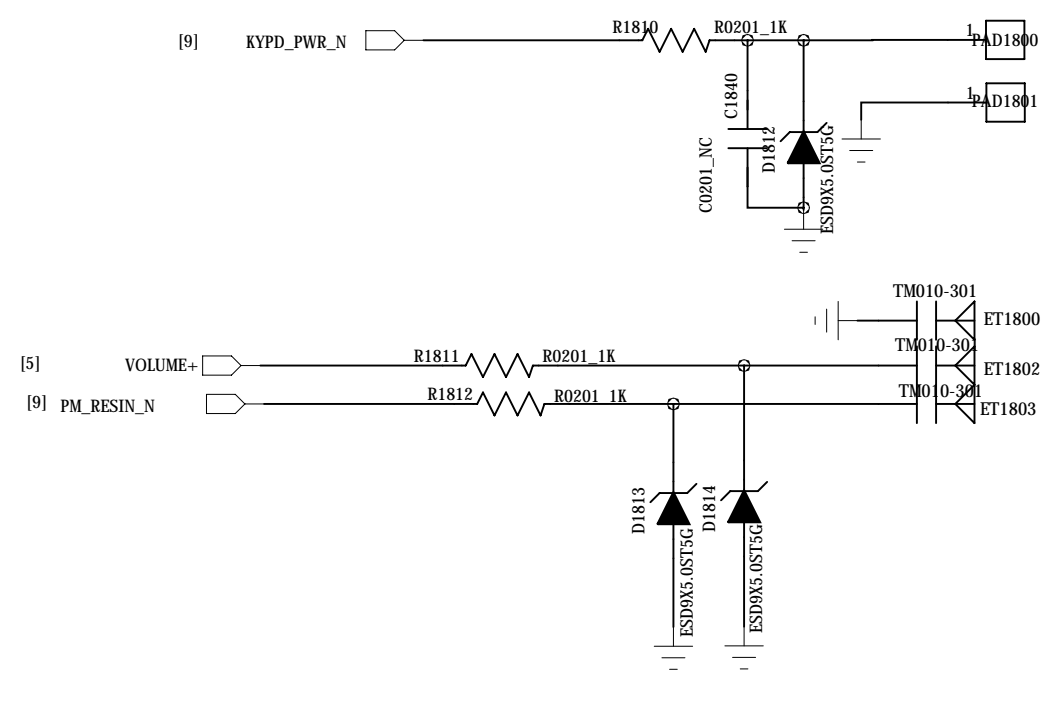 R1810 R0201_1K
[9] KYPD_PWR_N
1
PAD1800
C1840
1
PAD1801
D1812
C0201_NC
ESD9X5.0ST5G
TM010-301
ET1800
TM010-301
[5] VOLUME+ R1811 R0201_1K
ET1802
TM010-301
[9] PM_RESIN_N R1812 R0201_1K
ET1803
D1813
D1814
ESD9X5.0ST5G
ESD9X5.0ST5G